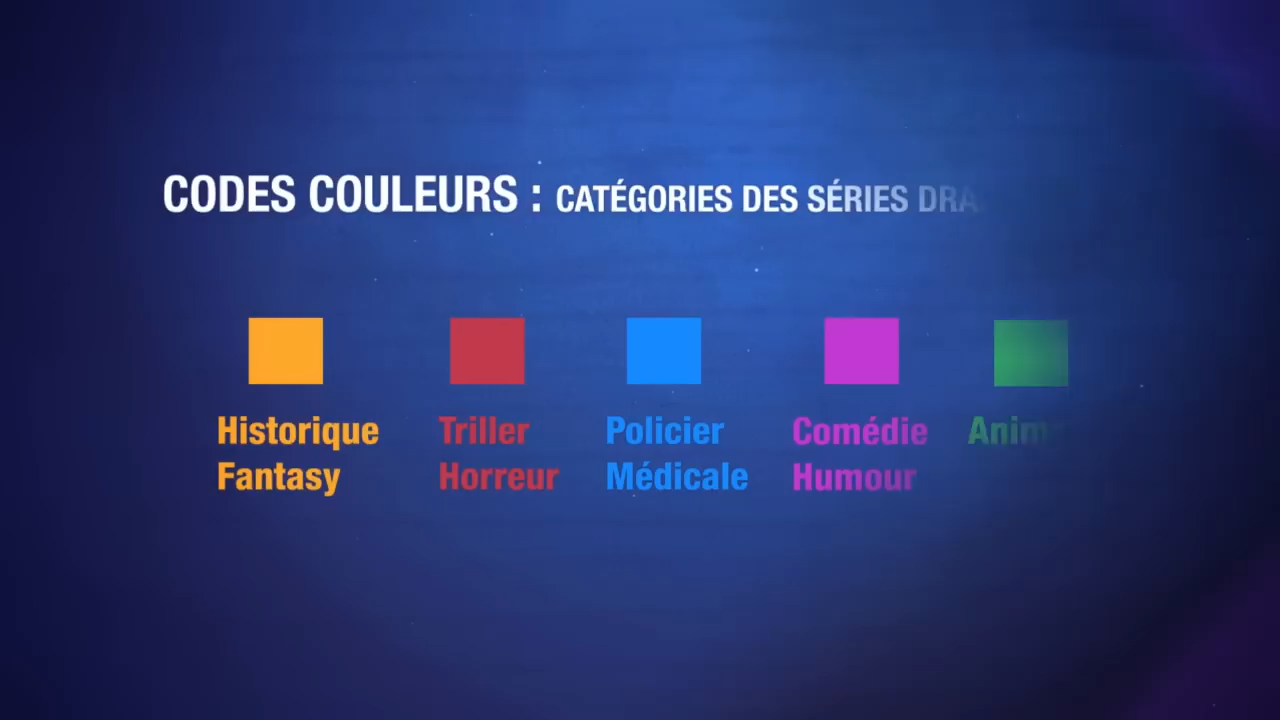 CODES COULEURS : CATÉGORIES DES SÉRIES
Historique Triller Policier Comédie
Fantasy Horreur Médicale Humour